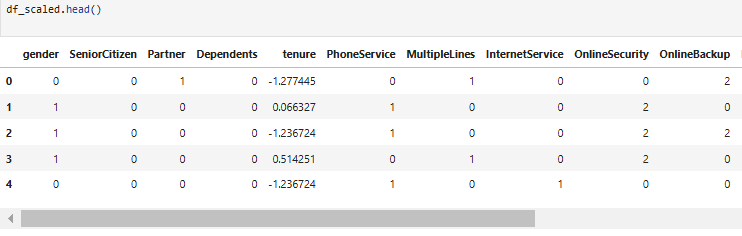 df_scaled.head()
gender SeniorCitizen Partner Dependents tenure PhoneService MultipleLines InternetService OnlineSecurity OnlineBackup
0 0 0 1 0 -1.277445 0 1 0 0 2
1 1 0 0 0 0.066327 1 0 0 2 0
2 1 0 0 0 -1.236724 1 0 0 2 2
3 1 0 0 0 0.514251 0 1 0 2 0
4 0 0 0 0 -1.236724 1 0 1 0 0